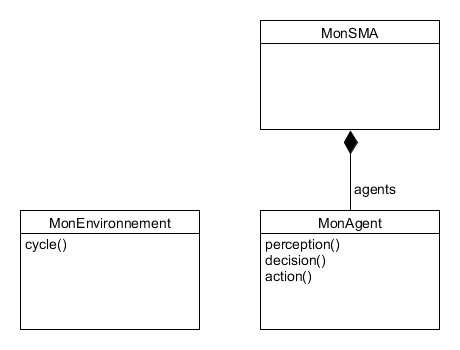 MonSMA
agents
MonEnvironnement
cycle()
MonAgent
perception()
decision()
action()